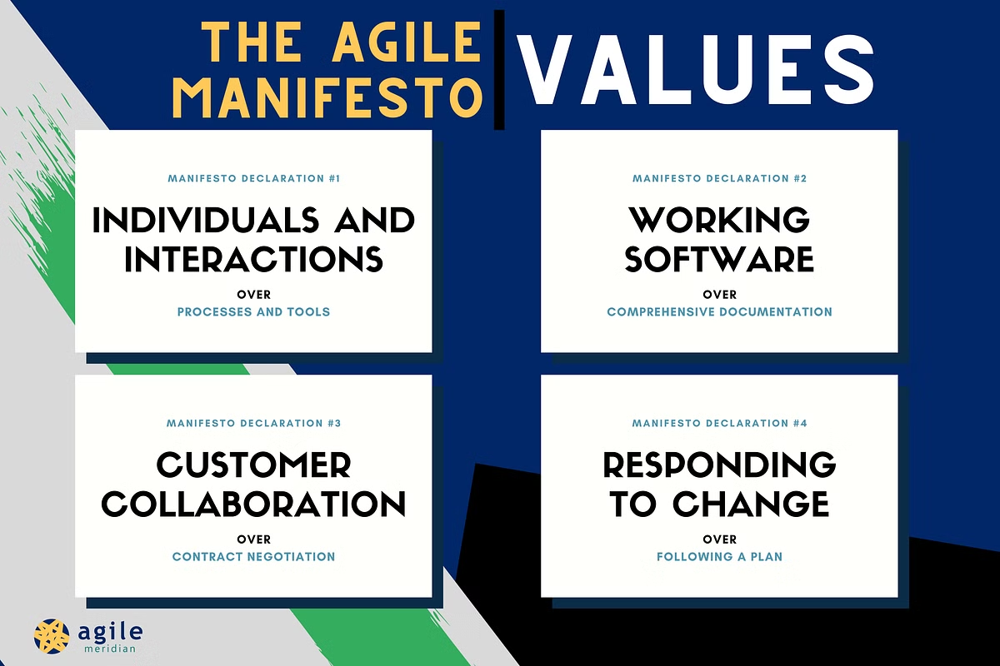 THE AGILE
MANIFESTO
VALUES
MANIFESTO DECLARATION #1
INDIVIDUALS AND
INTERACTIONS
OVER
PROCESSES AND TOOLS
MANIFESTO DECLARATION #2
WORKING
SOFTWARE
OVER
COMPREHENSIVE DOCUMENTATION
MANIFESTO DECLARATION #3
CUSTOMER
COLLABORATION
OVER
CONTRACT NEGOTIATION
MANIFESTO DECLARATION #4
RESPONDING
TO CHANGE
OVER
FOLLOWING A PLAN
agile
meridian